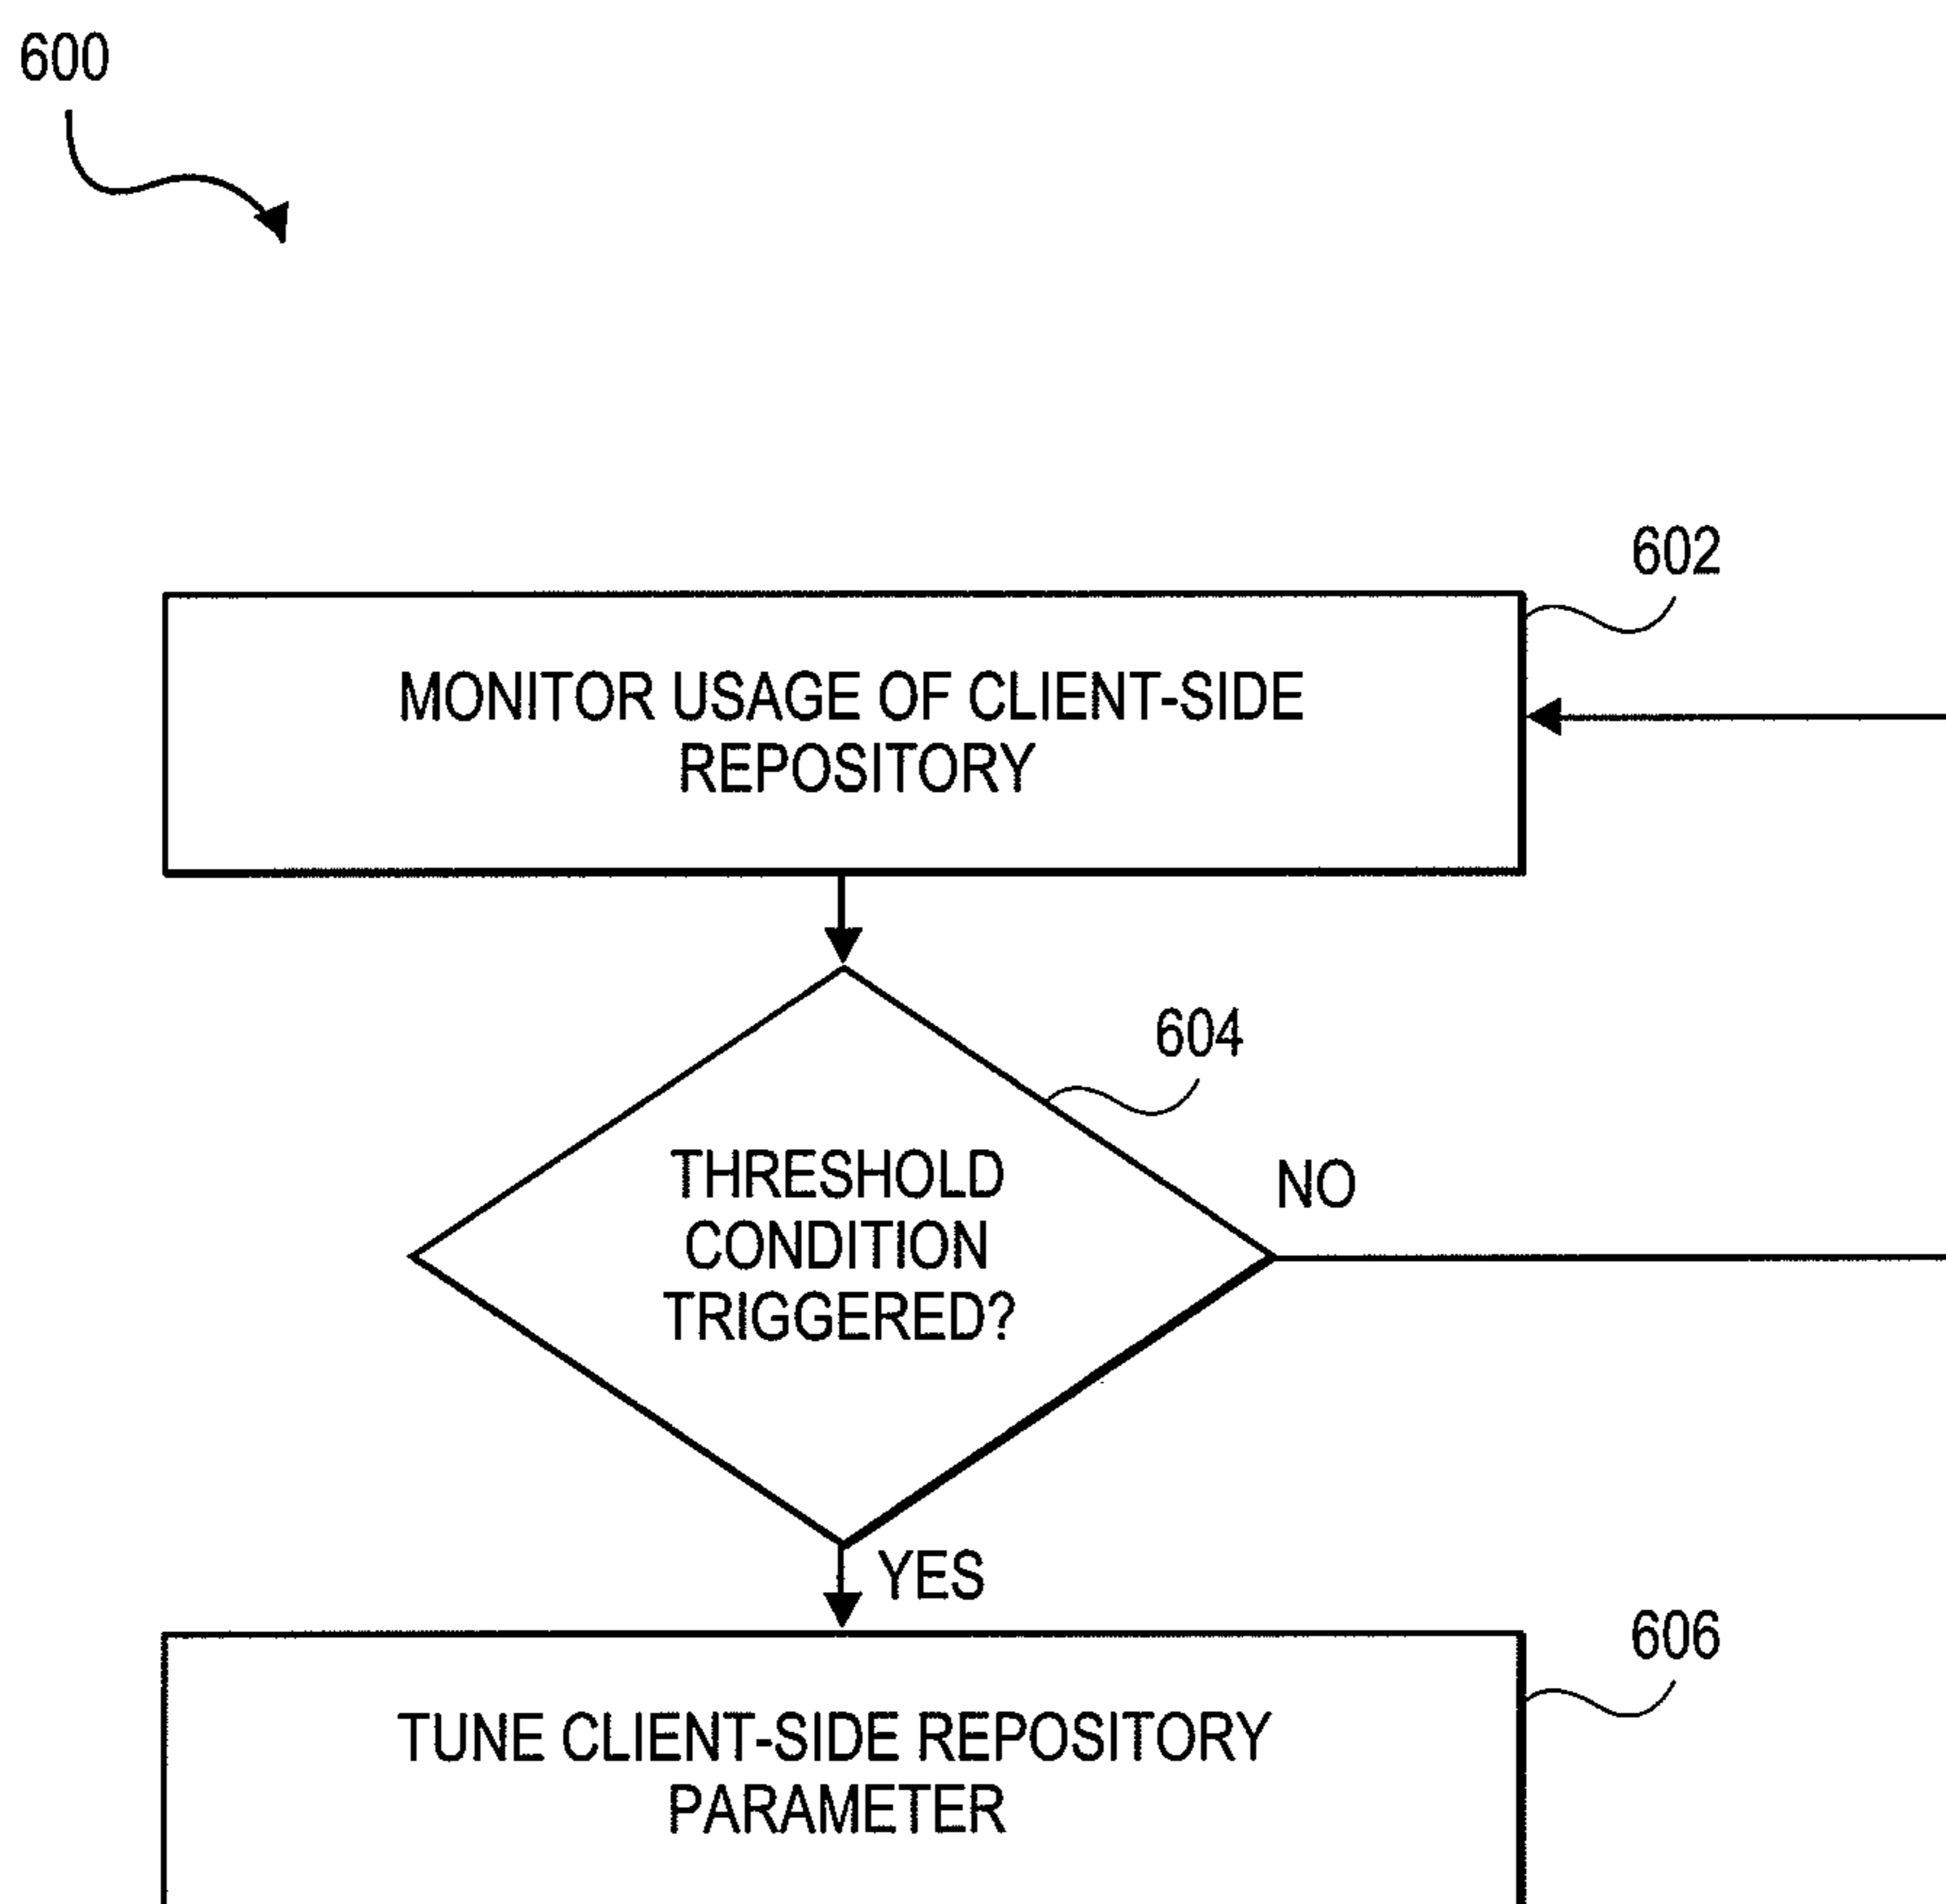 600
602
MONITOR USAGE OF CLIENT-SIDE
REPOSITORY
604
THRESHOLD
CONDITION
TRIGGERED?
NO
YES
606
TUNE CLIENT-SIDE REPOSITORY
PARAMETER